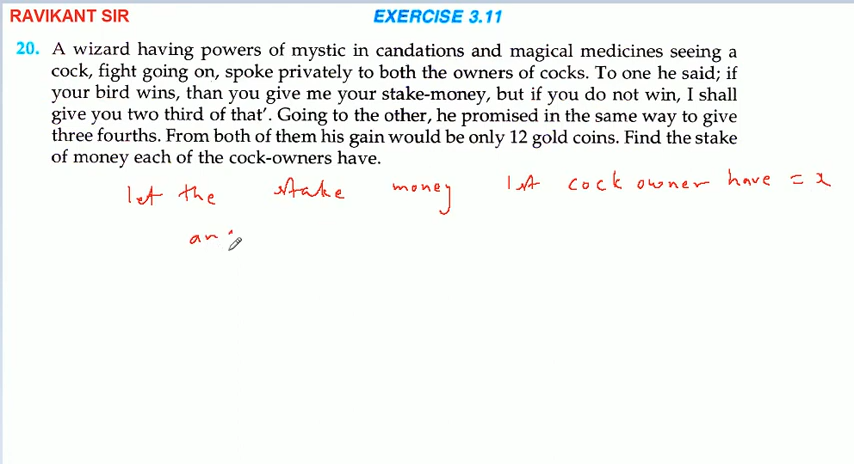 RAVIKANT SIR EXERCISE 3.11
20. A wizard having powers of mystic in candations and magical medicines seeing a
cock, fight going on, spoke privately to both the owners of cocks. To one he said; if
your bird wins, than you give me your stake-money, but if you do not win, I shall
give you two third of that'. Going to the other, he promised in the same way to give
three fourths. From both of them his gain would be only 12 gold coins. Find the stake
of money each of the cock-owners have.
let the stake money 1st cock owner have = x